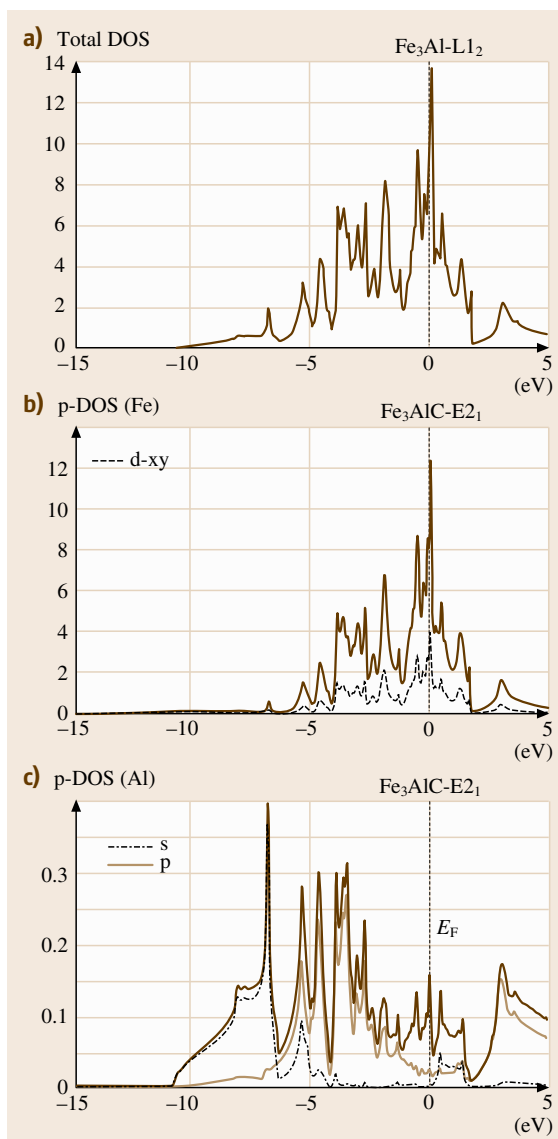 a) Total DOS
Fe₃Al-L1₂
14
12
10
8
6
4
2
0
–15 –10 –5 0 5
(eV)
b) p-DOS (Fe)
Fe₃AlC-E2₁
d-xy
12
10
8
6
4
2
0
–15 –10 –5 0 5
(eV)
c) p-DOS (Al)
Fe₃AlC-E2₁
s
p
0.3
E_F
0.2
0.1
0
–15 –10 –5 0 5
(eV)